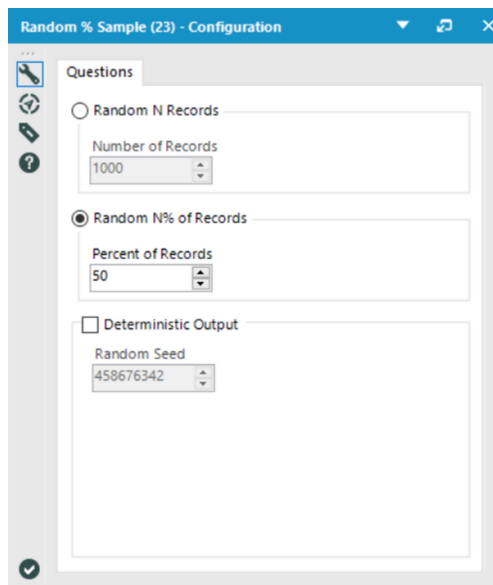 Random % Sample (23) - Configuration
Questions
Random N Records
Number of Records
1000
Random N% of Records
Percent of Records
50
Deterministic Output
Random Seed
458676342